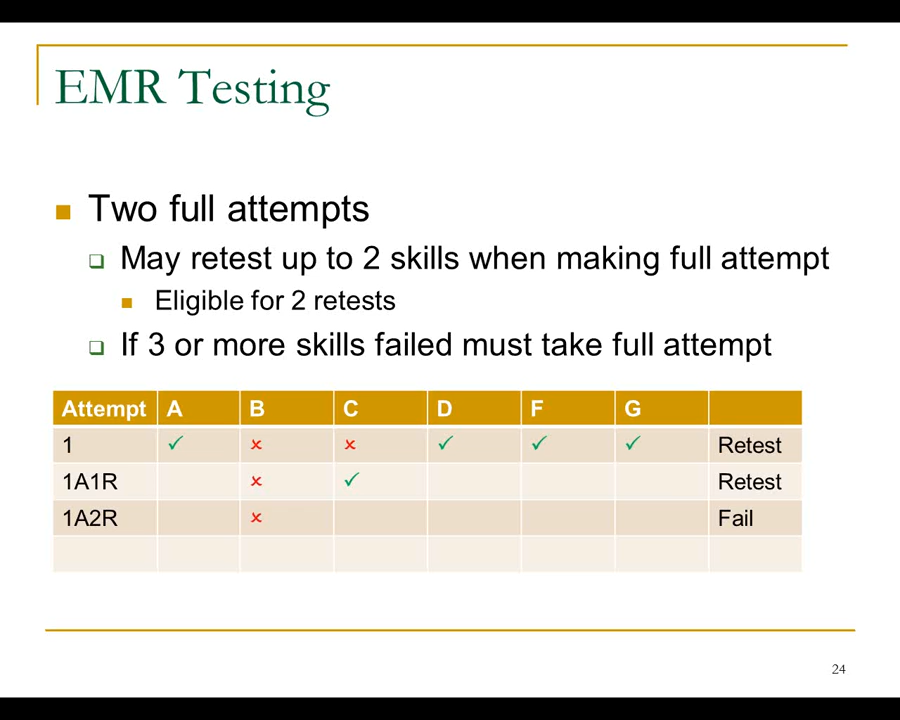 EMR Testing
Two full attempts
May retest up to 2 skills when making full attempt
Eligible for 2 retests
If 3 or more skills failed must take full attempt
Attempt A B C D F G
1 ✓ × × ✓ ✓ ✓ Retest
1A1R × ✓ Retest
1A2R × Fail
24